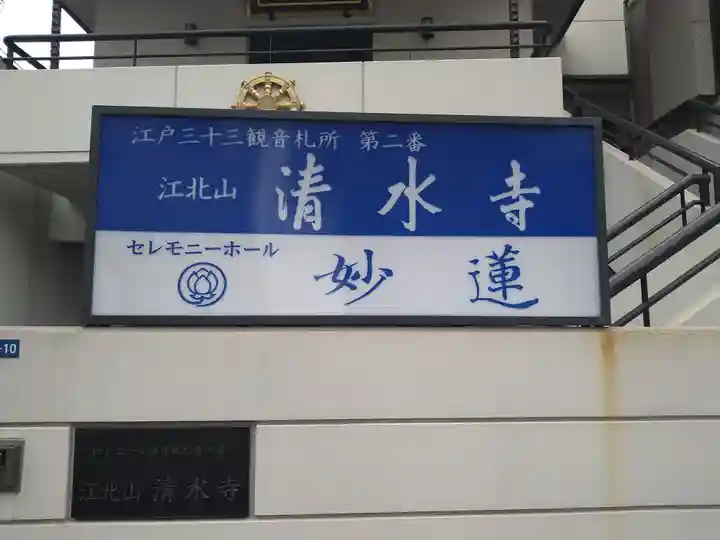 江戸三十三観音札所 第二番
江北山 清水寺
セレモニーホール
妙蓮
-10
江北山 清水寺